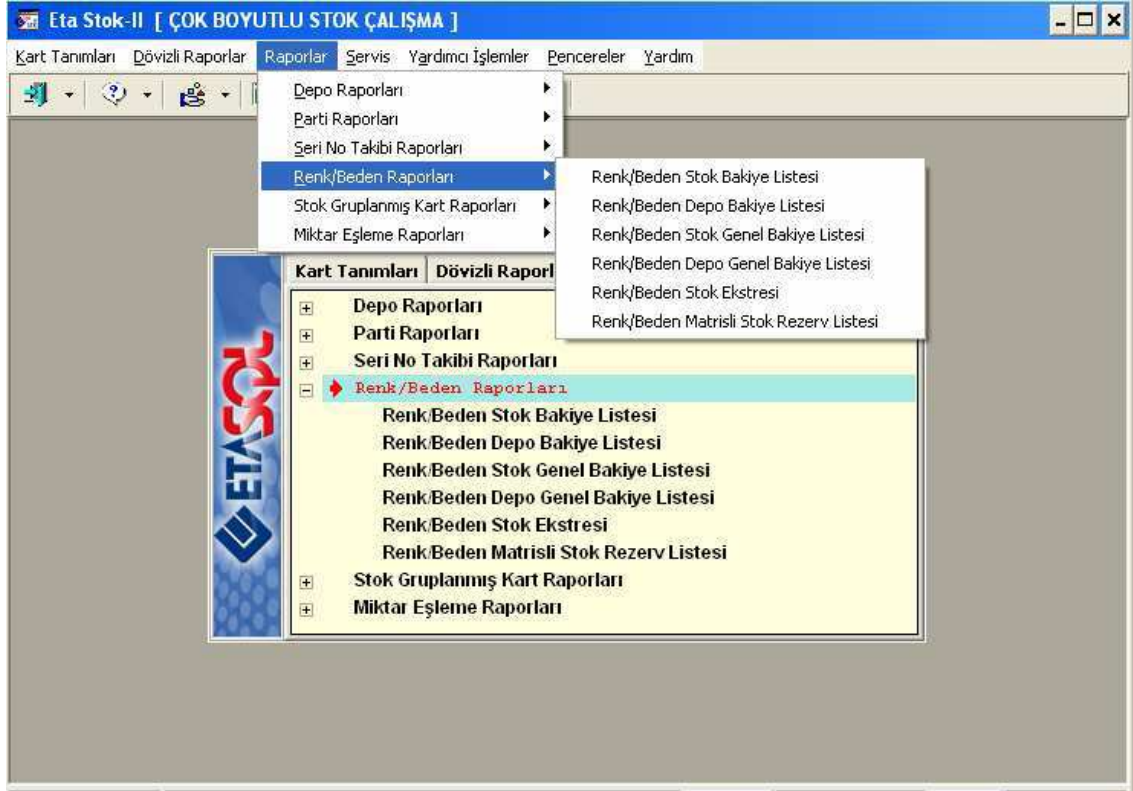 Eta Stok-II [ ÇOK BOYUTLU STOK ÇALIŞMA ]
Kart Tanımları Dövizli Raporlar Raporlar Servis Yardımcı İşlemler Pencereler Yardım
Depo Raporları
Parti Raporları
Seri No Takibi Raporları
Renk/Beden Raporları
Stok Gruplanmış Kart Raporları
Miktar Eşleme Raporları
Renk/Beden Stok Bakiye Listesi
Renk/Beden Depo Bakiye Listesi
Renk/Beden Stok Genel Bakiye Listesi
Renk/Beden Depo Genel Bakiye Listesi
Renk/Beden Stok Ekstresi
Renk/Beden Matrisli Stok Rezerv Listesi
ETASQL
Kart Tanımları Dövizli Raporl
Depo Raporları
Parti Raporları
Seri No Takibi Raporları
Renk/Beden Raporları
Renk/Beden Stok Bakiye Listesi
Renk/Beden Depo Bakiye Listesi
Renk/Beden Stok Genel Bakiye Listesi
Renk/Beden Depo Genel Bakiye Listesi
Renk/Beden Stok Ekstresi
Renk/Beden Matrisli Stok Rezerv Listesi
Stok Gruplanmış Kart Raporları
Miktar Eşleme Raporları